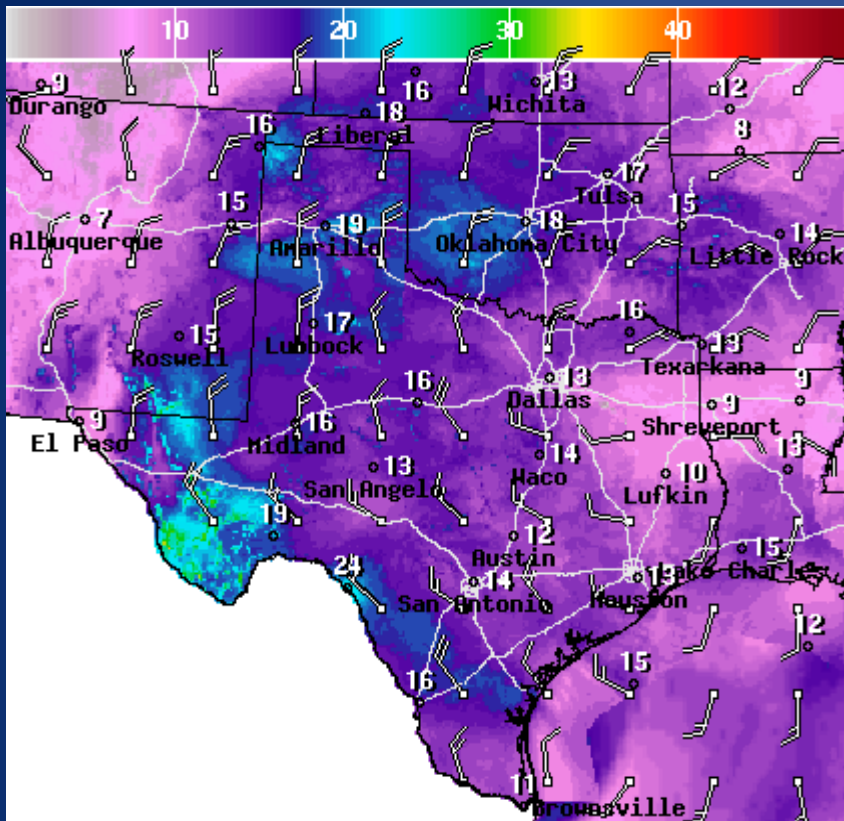 10 20 30 40
9 16 13 12
Durango Wichita
18
Liberal
16 8
17
Tulsa
7 15 19 18 15 14
Albuquerque Amarillo Oklahoma City Little Rock
15 17 16 13
Roswell Lubbock Texarkana
13
9 16 16 Dallas 9 9
El Paso Midland Shreveport
13 14 10 13
San Angelo Waco Lufkin
19 12 15
Austin
24 14 13 Lake Charles
San Antonio Houston
12
16 15
11
Brownsville